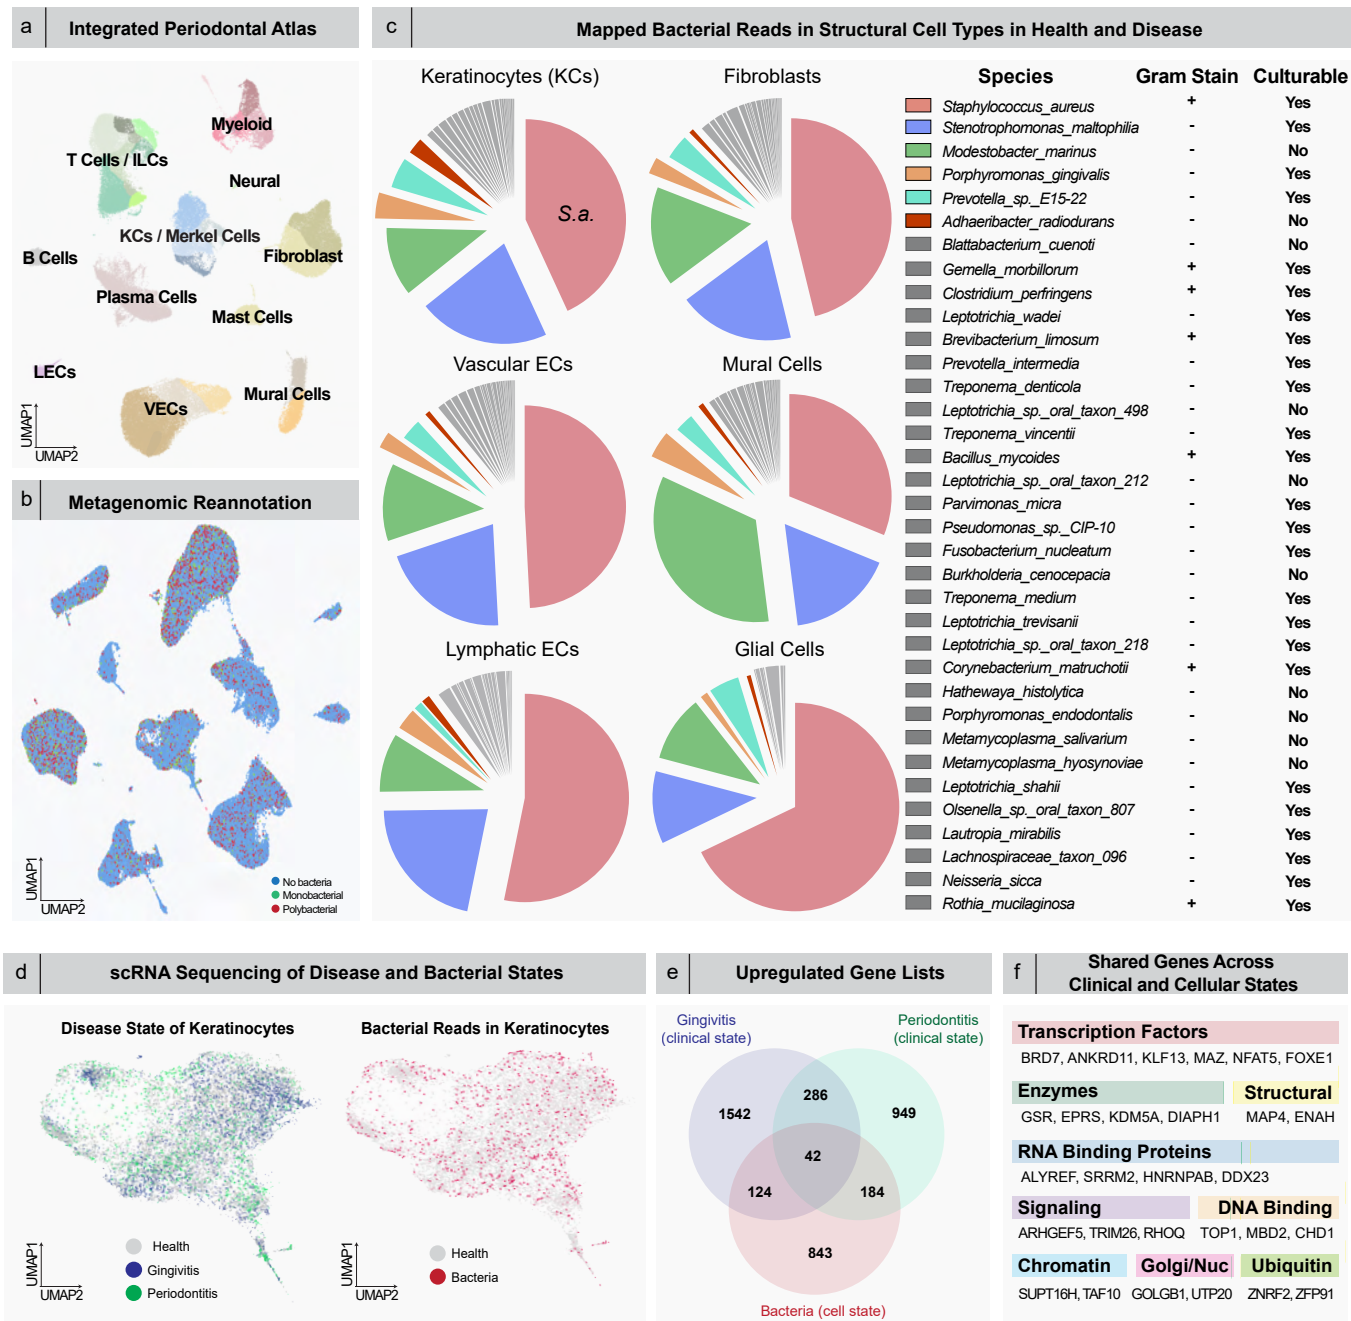 a Integrated Periodontal Atlas
Myeloid
T Cells / ILCs
Neural
KCs / Merkel Cells
B Cells
Fibroblast
Plasma Cells
Mast Cells
LECs
VECs
Mural Cells
UMAP1
UMAP2
b Metagenomic Reannotation
No bacteria
Monobacterial
Polybacterial
UMAP1
UMAP2
c Mapped Bacterial Reads in Structural Cell Types in Health and Disease
Keratinocytes (KCs)
Fibroblasts
S.a.
Vascular ECs
Mural Cells
Lymphatic ECs
Glial Cells
Species Gram Stain Culturable
Staphylococcus_aureus + Yes
Stenotrophomonas_maltophilia - Yes
Modestobacter_marinus - No
Porphyromonas_gingivalis - Yes
Prevotella_sp._E15-22 - Yes
Adhaeribacter_radiodurans - No
Blattabacterium_cuenoti - No
Gemella_morbillorum + Yes
Clostridium_perfringens + Yes
Leptotrichia_wadei - Yes
Brevibacterium_limosum + Yes
Prevotella_intermedia - Yes
Treponema_denticola - Yes
Leptotrichia_sp._oral_taxon_498 - No
Treponema_vincentii - Yes
Bacillus_mycoides + Yes
Leptotrichia_sp._oral_taxon_212 - No
Parvimonas_micra - Yes
Pseudomonas_sp._CIP-10 - Yes
Fusobacterium_nucleatum - Yes
Burkholderia_cenocepacia - No
Treponema_medium - Yes
Leptotrichia_trevisanii - Yes
Leptotrichia_sp._oral_taxon_218 - Yes
Corynebacterium_matruchotii + Yes
Hathewaya_histolytica - No
Porphyromonas_endodontalis - No
Metamycoplasma_salivarium - No
Metamycoplasma_hyosynoviae - No
Leptotrichia_shahii - Yes
Olsenella_sp._oral_taxon_807 - Yes
Lautropia_mirabilis - Yes
Lachnospiraceae_taxon_096 - Yes
Neisseria_sicca - Yes
Rothia_mucilaginosa + Yes
d scRNA Sequencing of Disease and Bacterial States
Disease State of Keratinocytes
Bacterial Reads in Keratinocytes
Health
Gingivitis
Periodontitis
UMAP1
UMAP2
Health
Bacteria
UMAP1
UMAP2
e Upregulated Gene Lists
Gingivitis
(clinical state)
Periodontitis
(clinical state)
1542
286
949
42
124
184
843
Bacteria (cell state)
f Shared Genes Across
Clinical and Cellular States
Transcription Factors
BRD7, ANKRD11, KLF13, MAZ, NFAT5, FOXE1
Enzymes Structural
GSR, EPRS, KDM5A, DIAPH1 MAP4, ENAH
RNA Binding Proteins
ALYREF, SRRM2, HNRNPAB, DDX23
Signaling DNA Binding
ARHGEF5, TRIM26, RHOQ TOP1, MBD2, CHD1
Chromatin Golgi/Nuc Ubiquitin
SUPT16H, TAF10 GOLGB1, UTP20 ZNRF2, ZFP91